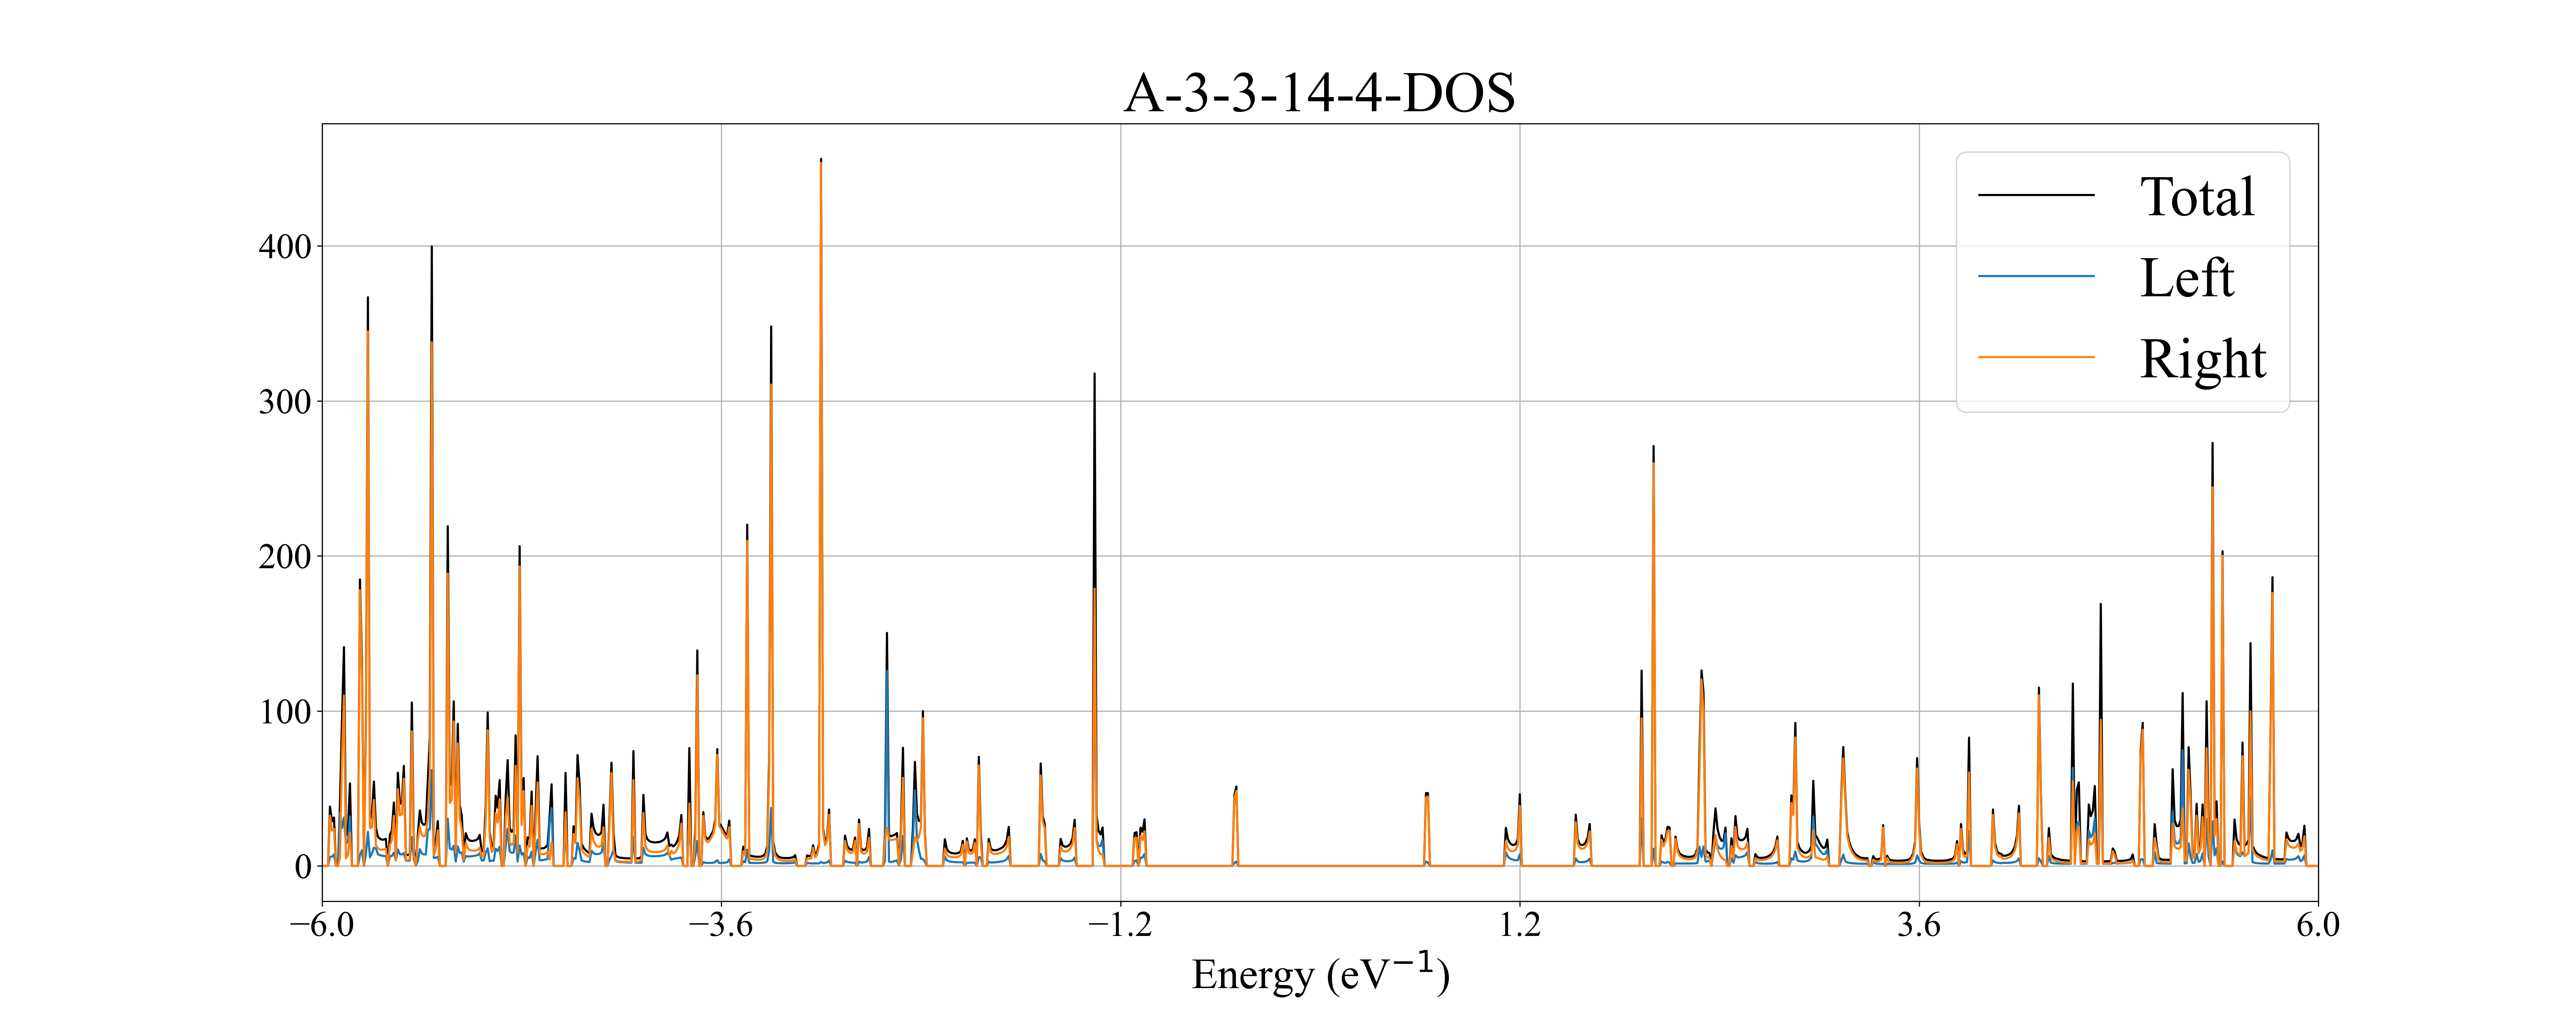 A-3-3-14-4-DOS
Total
Left
Right
400
300
200
100
0
−6.0 −3.6 −1.2 1.2 3.6 6.0
Energy (eV⁻¹)